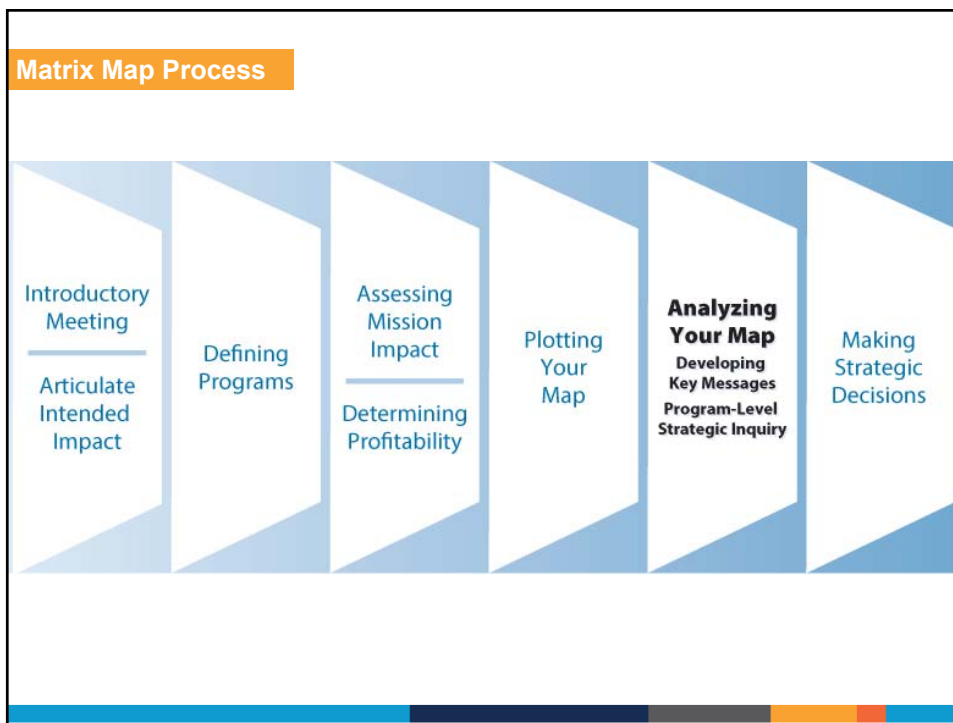 Matrix Map Process
Introductory
Meeting
Articulate
Intended
Impact
Defining
Programs
Assessing
Mission
Impact
Determining
Profitability
Plotting
Your
Map
Analyzing
Your Map
Developing
Key Messages
Program-Level
Strategic Inquiry
Making
Strategic
Decisions